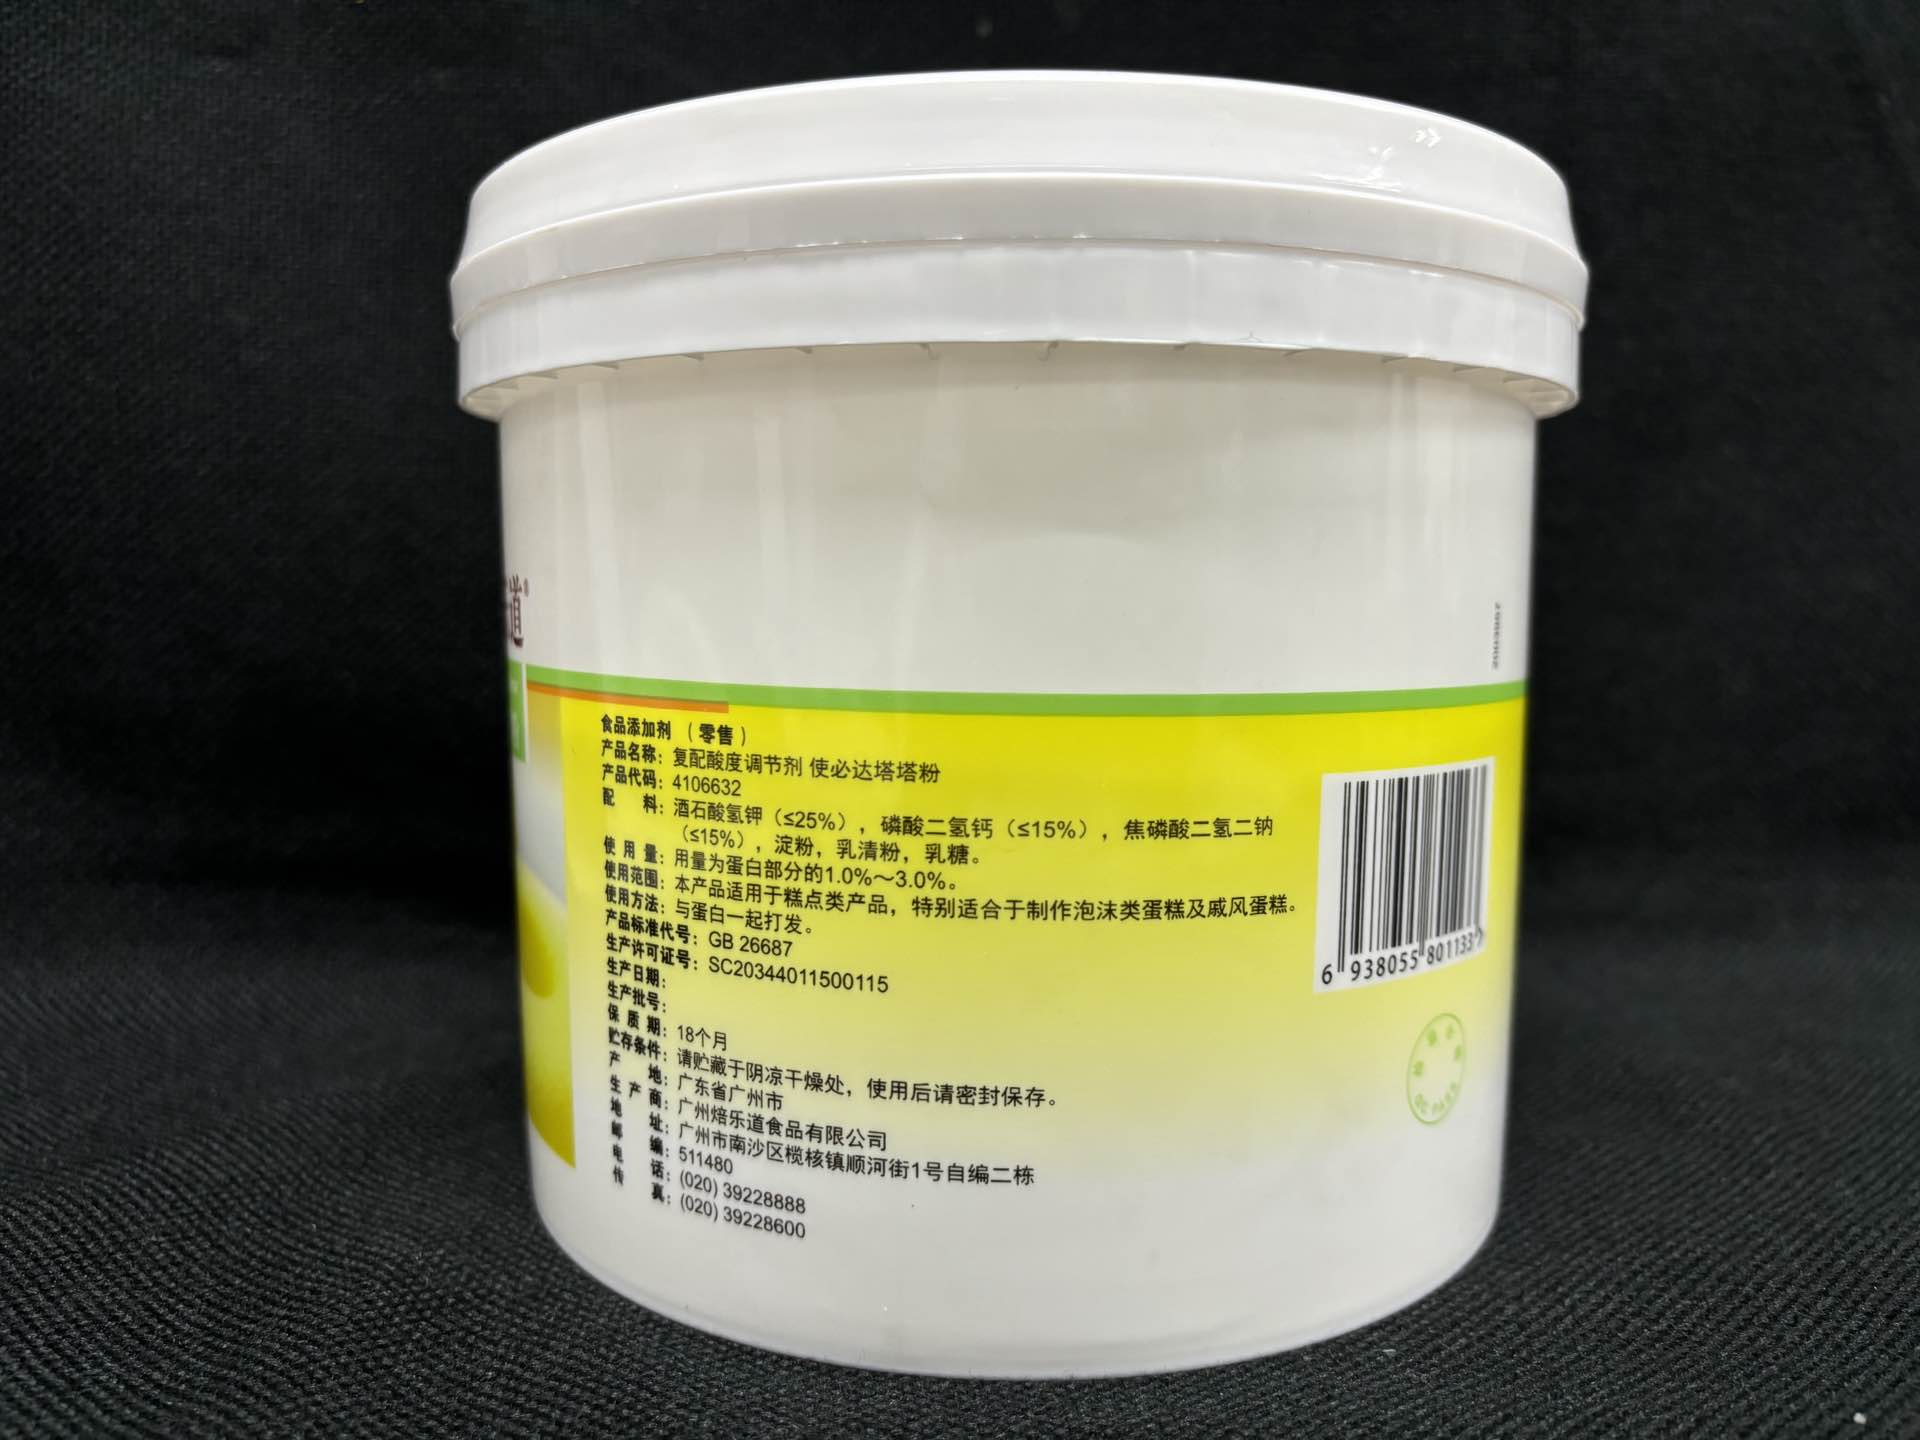 道®
食品添加剂 （零售）
产品名称：复配酸度调节剂 使必达塔塔粉
产品代码：4106632
配 料：酒石酸氢钾（≤25%），磷酸二氢钙（≤15%），焦磷酸二氢二钠
（≤15%），淀粉，乳清粉，乳糖。
使 用 量：用量为蛋白部分的1.0%～3.0%。
使用范围：本产品适用于糕点类产品，特别适合于制作泡沫类蛋糕及戚风蛋糕。
使用方法：与蛋白一起打发。
产品标准代号：GB 26687
生产许可证号：SC20344011500115
生产日期：
生产批号：
保 质 期：18个月
贮存条件：请贮藏于阴凉干燥处，使用后请密封保存。
产 地：广东省广州市
生 产 商：广州焙乐道食品有限公司
地 址：广州市南沙区榄核镇顺河街1号自编二栋
邮 编：511480
电 话：(020) 39228888
传 真：(020) 39228600
6 938055 801133
QC PASS